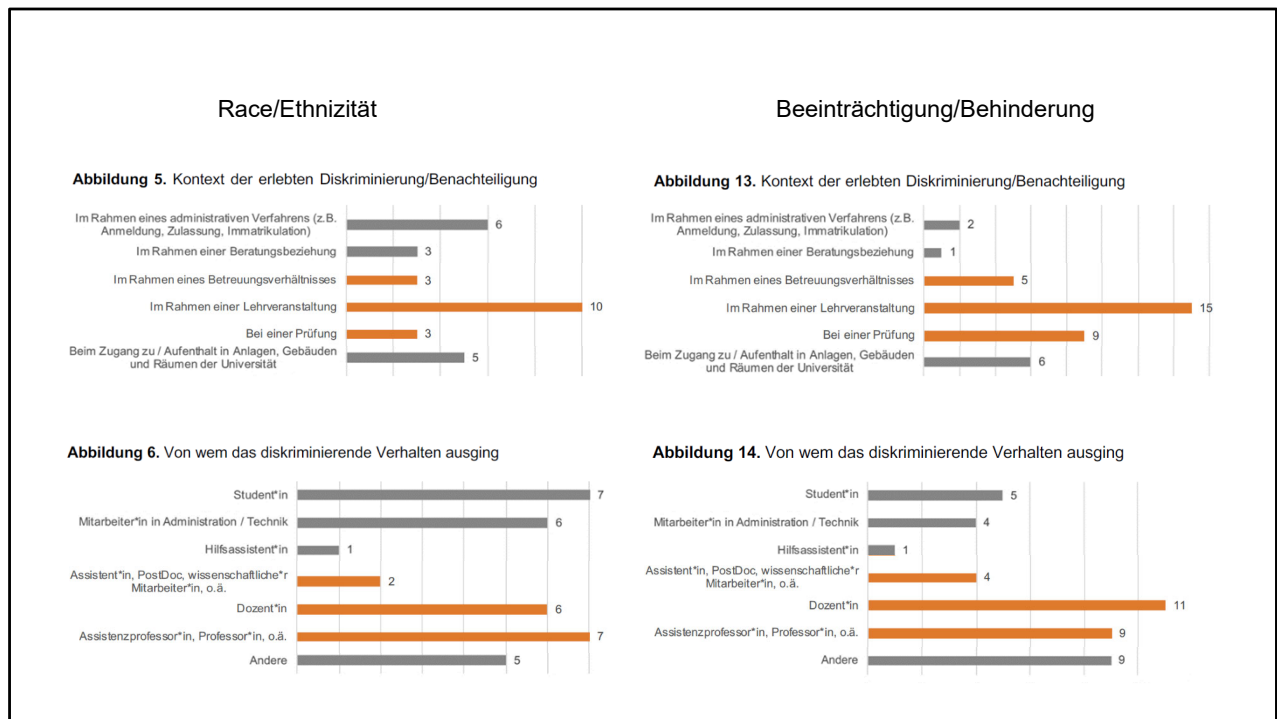 Race/Ethnizität
Abbildung 5. Kontext der erlebten Diskriminierung/Benachteiligung
Im Rahmen eines administrativen Verfahrens (z.B.
Anmeldung, Zulassung, Immatrikulation)
6
Im Rahmen einer Beratungsbeziehung
3
Im Rahmen eines Betreuungsverhältnisses
3
Im Rahmen einer Lehrveranstaltung
10
Bei einer Prüfung
3
Beim Zugang zu / Aufenthalt in Anlagen, Gebäuden
und Räumen der Universität
5
Abbildung 6. Von wem das diskriminierende Verhalten ausging
Student*in
7
Mitarbeiter*in in Administration / Technik
6
Hilfsassistent*in
1
Assistent*in, PostDoc, wissenschaftliche*r
Mitarbeiter*in, o.ä.
2
Dozent*in
6
Assistenzprofessor*in, Professor*in, o.ä.
7
Andere
5
Beeinträchtigung/Behinderung
Abbildung 13. Kontext der erlebten Diskriminierung/Benachteiligung
Im Rahmen eines administrativen Verfahrens (z.B.
Anmeldung, Zulassung, Immatrikulation)
2
Im Rahmen einer Beratungsbeziehung
1
Im Rahmen eines Betreuungsverhältnisses
5
Im Rahmen einer Lehrveranstaltung
15
Bei einer Prüfung
9
Beim Zugang zu / Aufenthalt in Anlagen, Gebäuden
und Räumen der Universität
6
Abbildung 14. Von wem das diskriminierende Verhalten ausging
Student*in
5
Mitarbeiter*in in Administration / Technik
4
Hilfsassistent*in
1
Assistent*in, PostDoc, wissenschaftliche*r
Mitarbeiter*in, o.ä.
4
Dozent*in
11
Assistenzprofessor*in, Professor*in, o.ä.
9
Andere
9